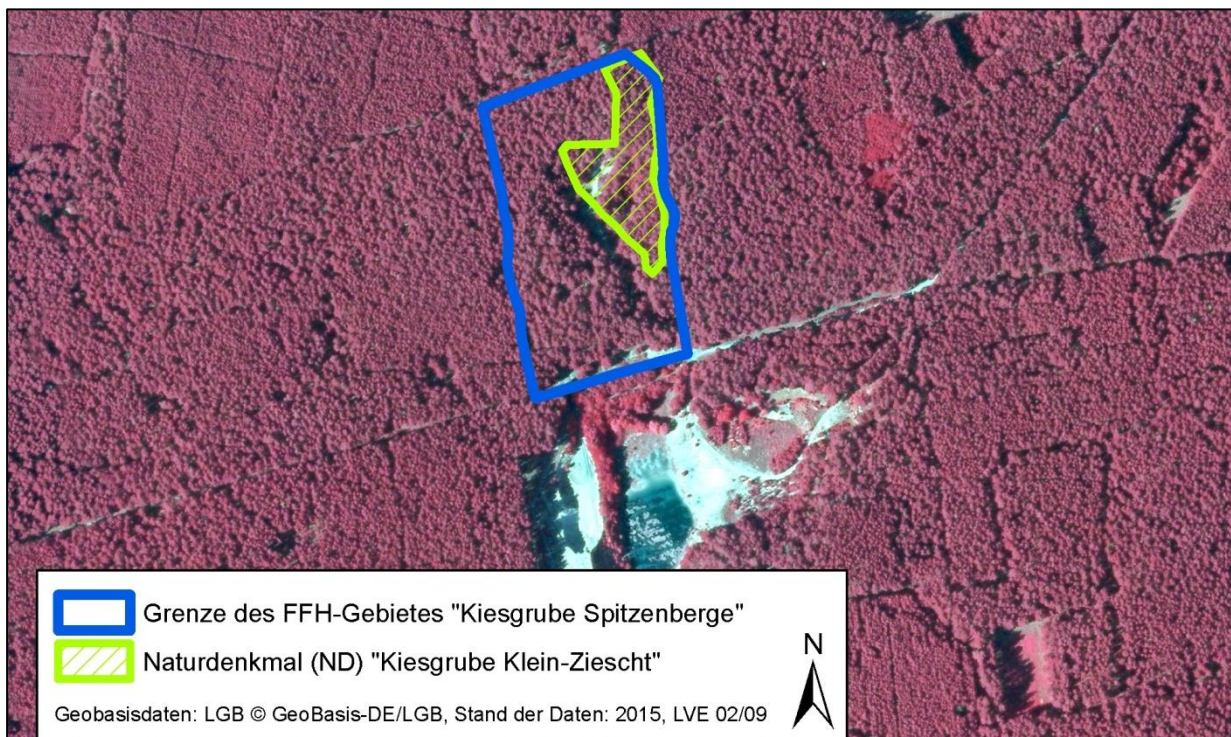 Grenze des FFH-Gebietes "Kiesgrube Spitzenberge"
Naturdenkmal (ND) "Kiesgrube Klein-Ziescht"
N
Geobasisdaten: LGB © GeoBasis-DE/LGB, Stand der Daten: 2015, LVE 02/09